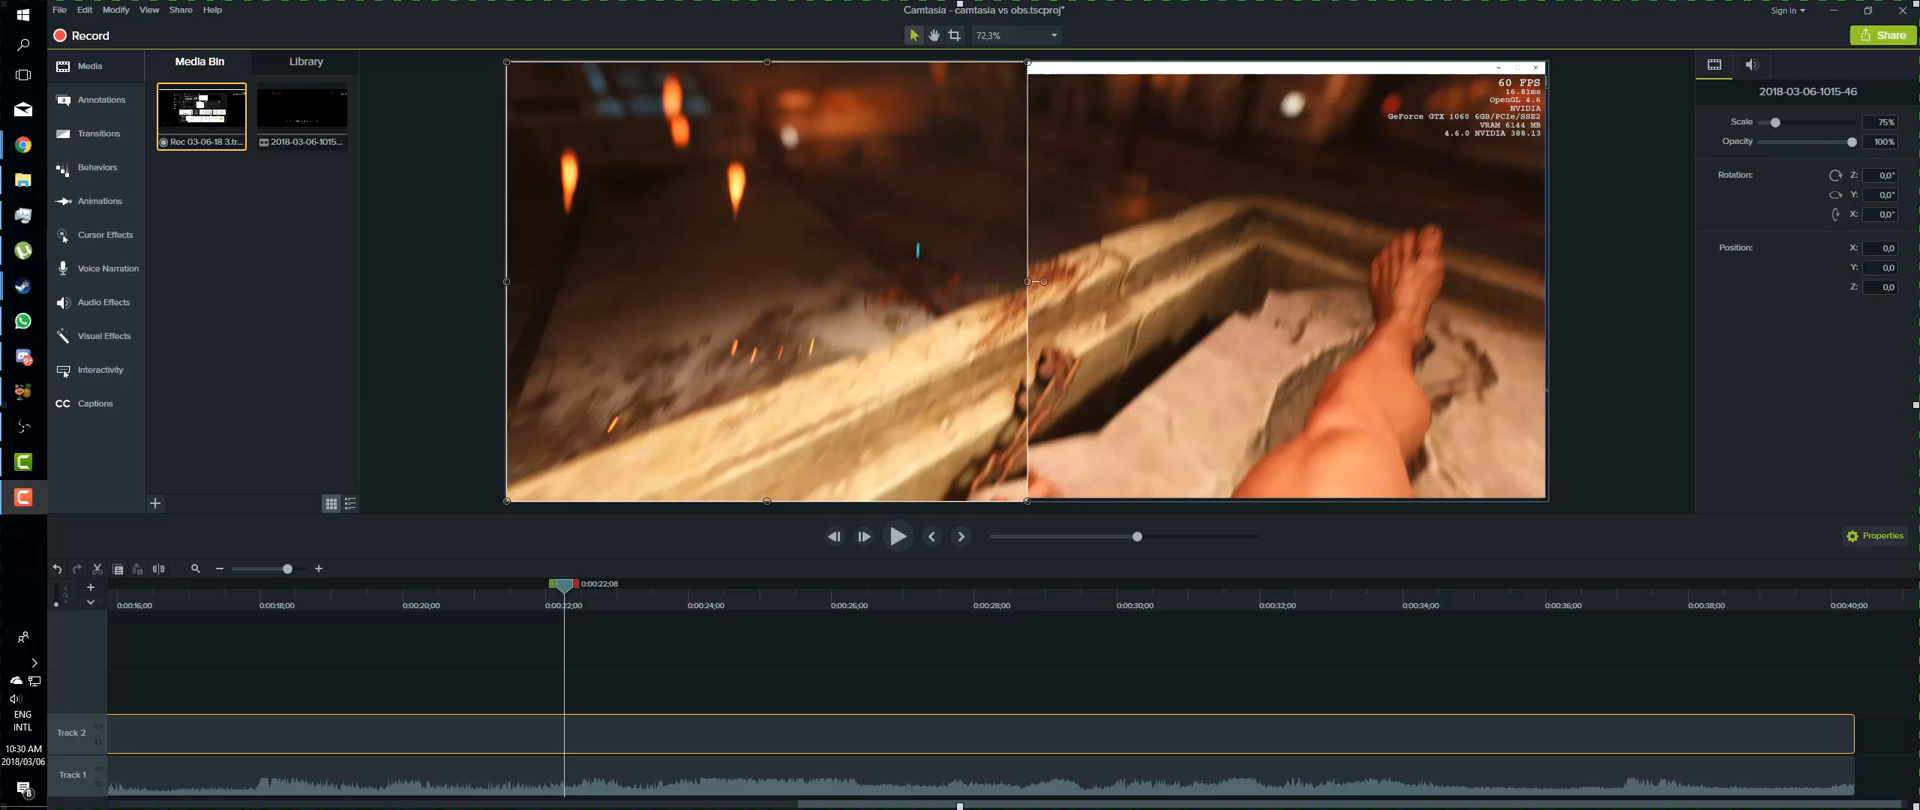 File Edit Modify View Share Help
Camtasia - camtasia vs obs.tscproj*
Sign In
Record
72,3%
Share
Media
Annotations
Transitions
Behaviors
Animations
Cursor Effects
Voice Narration
Audio Effects
Visual Effects
Interactivity
CC Captions
Media Bin
Library
Rec 03-06-18 3.tr...
2018-03-06-1015...
60 FPS
16.81ms
OpenGL 4.6
NVIDIA
GeForce GTX 1060 6GB/PCIe/SSE2
VRAM 6144 MB
4.6.0 NVIDIA 388.13
2018-03-06-1015-46
Scale 75%
Opacity 100%
Rotation: Z: 0,0°
Y: 0,0°
X: 0,0°
Position: X: 0,0
Y: 0,0
Z: 0,0
Properties
0:00:22;08
0:00:16;00 0:00:18;00 0:00:20;00 0:00:22;00 0:00:24;00 0:00:26;00 0:00:28;00 0:00:30;00 0:00:32;00 0:00:34;00 0:00:36;00 0:00:38;00 0:00:40;00
Track 2
Track 1
ENG
INTL
10:30 AM
2018/03/06
8